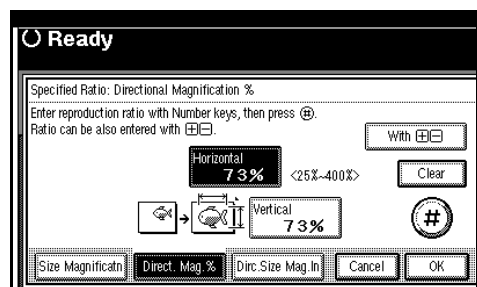 Ready
Specified Ratio: Directional Magnification %
Enter reproduction ratio with Number keys, then press (#).
Ratio can be also entered with [+][-].
With [+][-]
Horizontal
73%
<25%~400%>
Clear
Vertical
73%
#
Size Magnificatn
Direct. Mag.%
Dirc.Size Mag.In
Cancel
OK